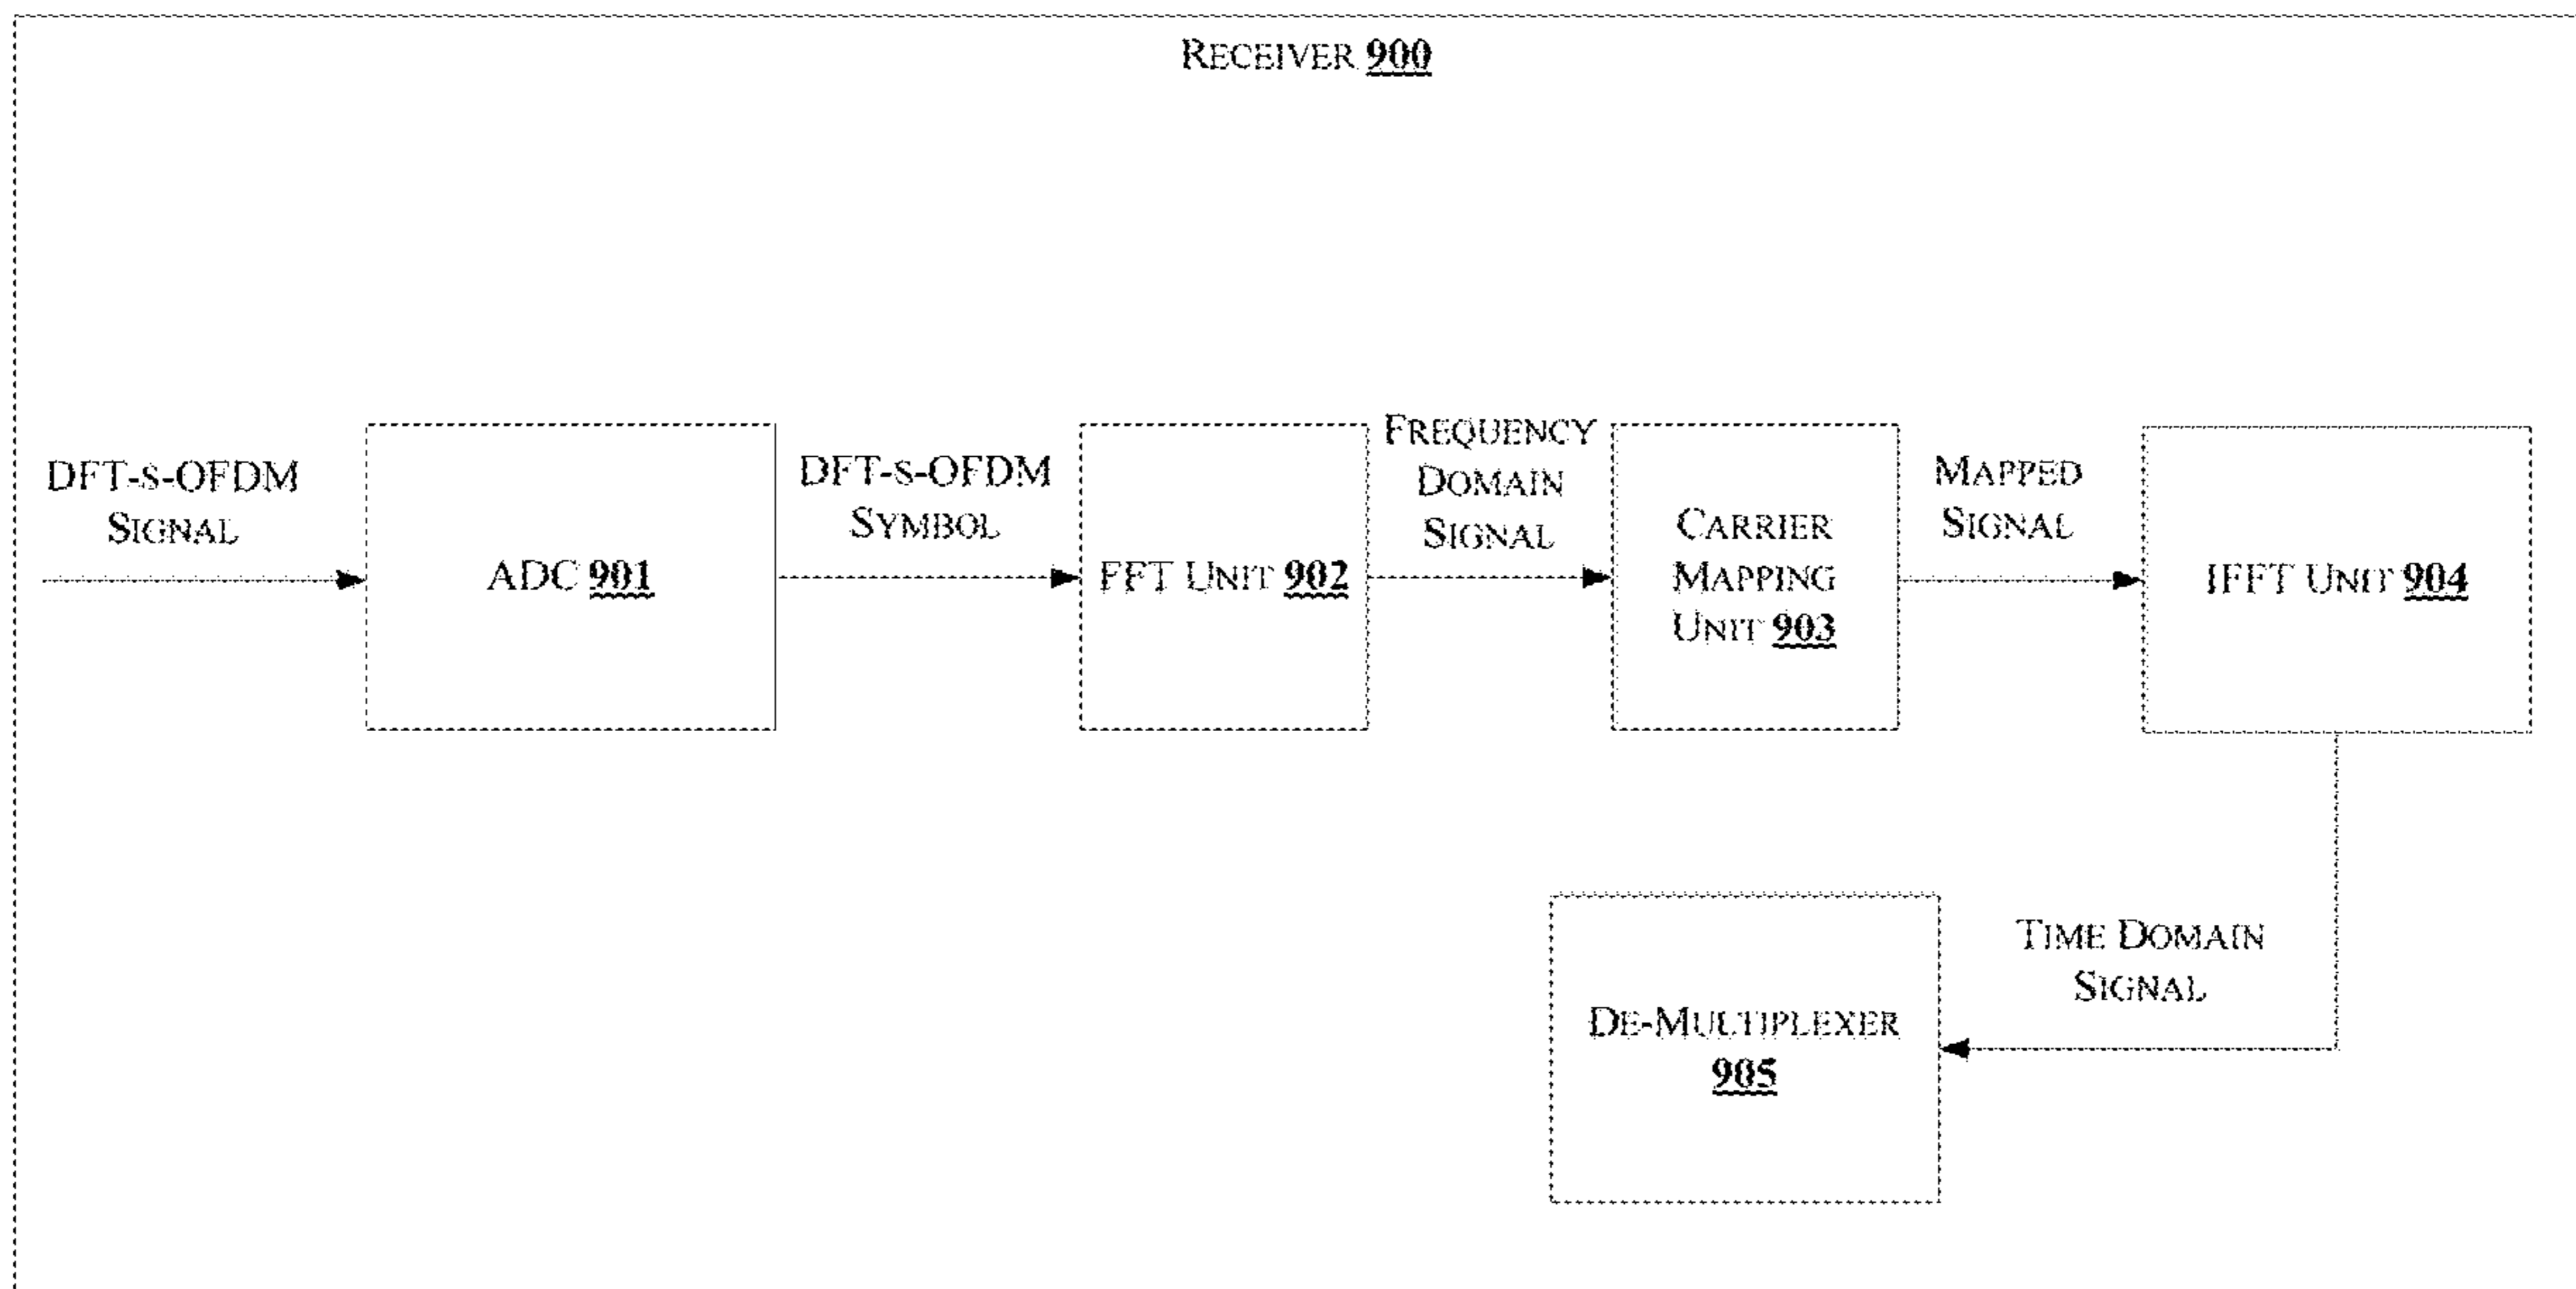 RECEIVER 900
DFT-S-OFDM
SIGNAL
ADC 901
DFT-S-OFDM
SYMBOL
FFT UNIT 902
FREQUENCY
DOMAIN
SIGNAL
CARRIER
MAPPING
UNIT 903
MAPPED
SIGNAL
IFFT UNIT 904
TIME DOMAIN
SIGNAL
DE-MULTIPLEXER
905